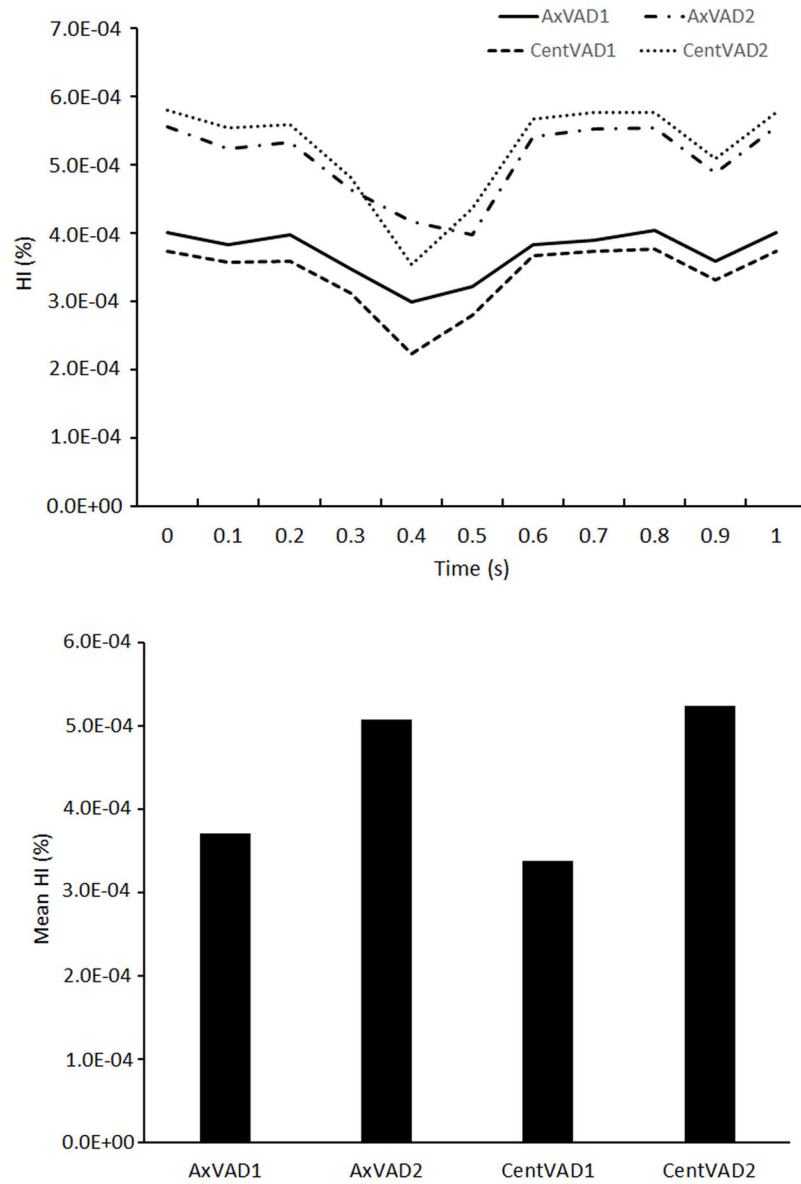 AxVAD1 AxVAD2
CentVAD1 CentVAD2
7.0E-04
6.0E-04
5.0E-04
4.0E-04
3.0E-04
2.0E-04
1.0E-04
0.0E+00
HI (%)
0 0.1 0.2 0.3 0.4 0.5 0.6 0.7 0.8 0.9 1
Time (s)
6.0E-04
5.0E-04
4.0E-04
3.0E-04
2.0E-04
1.0E-04
0.0E+00
Mean HI (%)
AxVAD1 AxVAD2 CentVAD1 CentVAD2